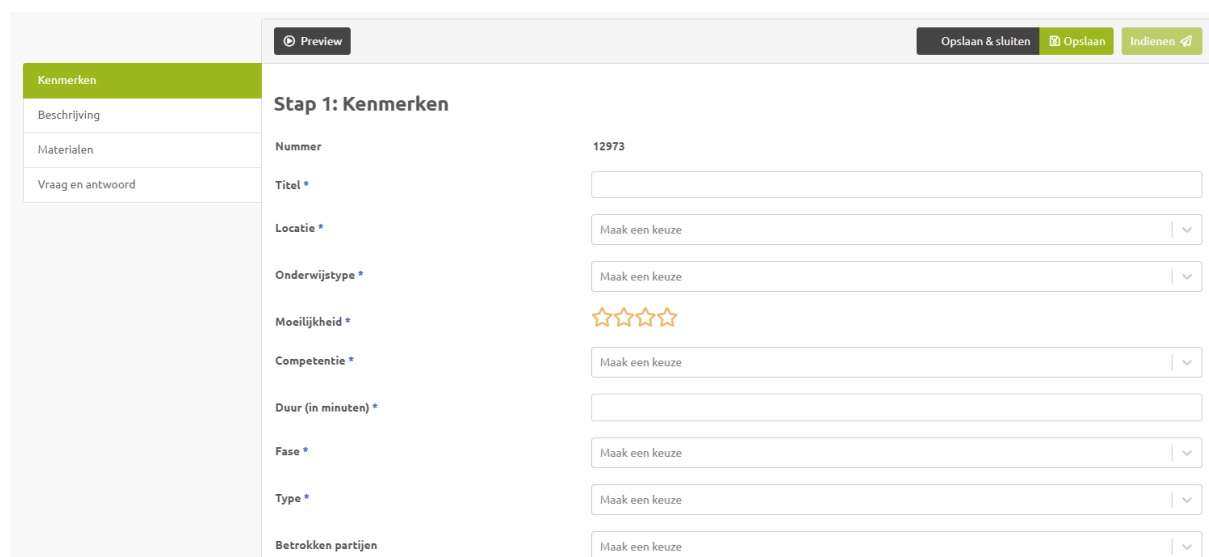 Preview
Opslaan & sluiten
Opslaan
Indienen
Kenmerken
Beschrijving
Materialen
Vraag en antwoord
Stap 1: Kenmerken
Nummer 12973
Titel *
Locatie * Maak een keuze
Onderwijstype * Maak een keuze
Moeilijkheid *
Competentie * Maak een keuze
Duur (in minuten) *
Fase * Maak een keuze
Type * Maak een keuze
Betrokken partijen Maak een keuze